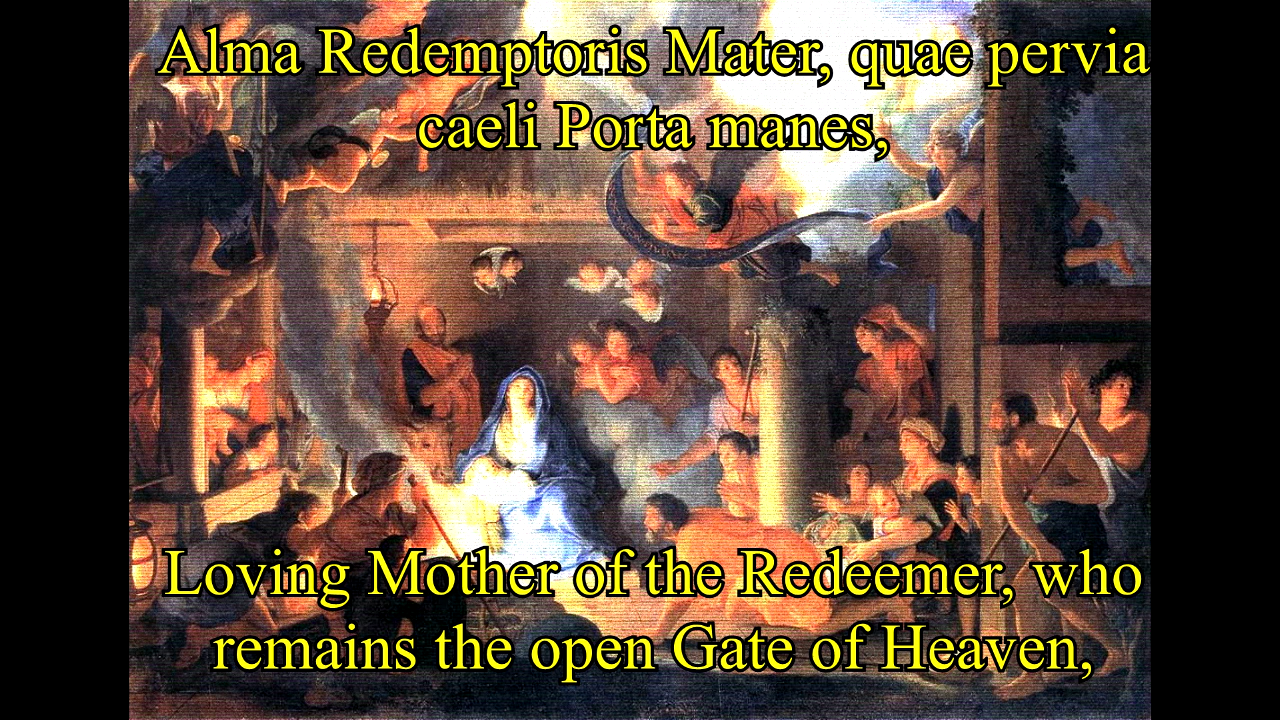 Alma Redemptoris Mater, quae pervia
caeli Porta manes,
Loving Mother of the Redeemer, who
remains the open Gate of Heaven,